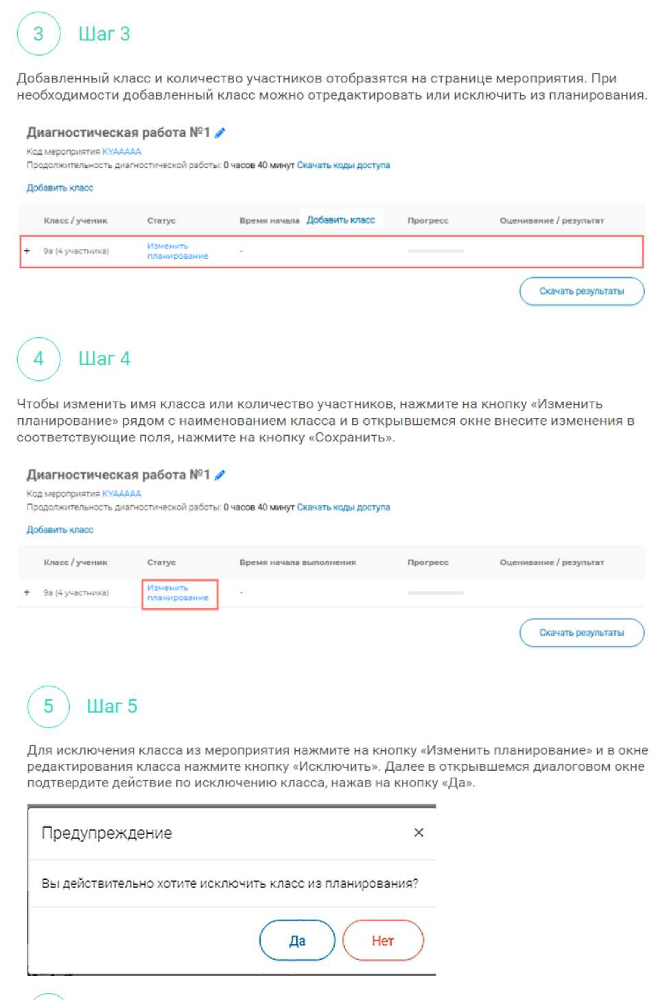 3 Шаг 3
Добавленный класс и количество участников отобразятся на странице мероприятия. При
необходимости добавленный класс можно отредактировать или исключить из планирования.
Диагностическая работа №1
Код мероприятия KYAAAAA
Продолжительность диагностической работы: 0 часов 40 минут Скачать коды доступа
Добавить класс
Класс / ученик Статус Время начала Добавить класс Прогресс Оценивание / результат
+ 9а (4 участника) Изменить
планирование -
Скачать результаты
4 Шаг 4
Чтобы изменить имя класса или количество участников, нажмите на кнопку «Изменить
планирование» рядом с наименованием класса и в открывшемся окне внесите изменения в
соответствующие поля, нажмите на кнопку «Сохранить».
Диагностическая работа №1
Код мероприятия KYAAAAA
Продолжительность диагностической работы: 0 часов 40 минут Скачать коды доступа
Добавить класс
Класс / ученик Статус Время начала выполнения Прогресс Оценивание / результат
+ 9а (4 участника) Изменить
планирование -
Скачать результаты
5 Шаг 5
Для исключения класса из мероприятия нажмите на кнопку «Изменить планирование» и в окне
редактирования класса нажмите кнопку «Исключить». Далее в открывшемся диалоговом окне
подтвердите действие по исключению класса, нажав на кнопку «Да».
Предупреждение ×
Вы действительно хотите исключить класс из планирования?
Да Нет